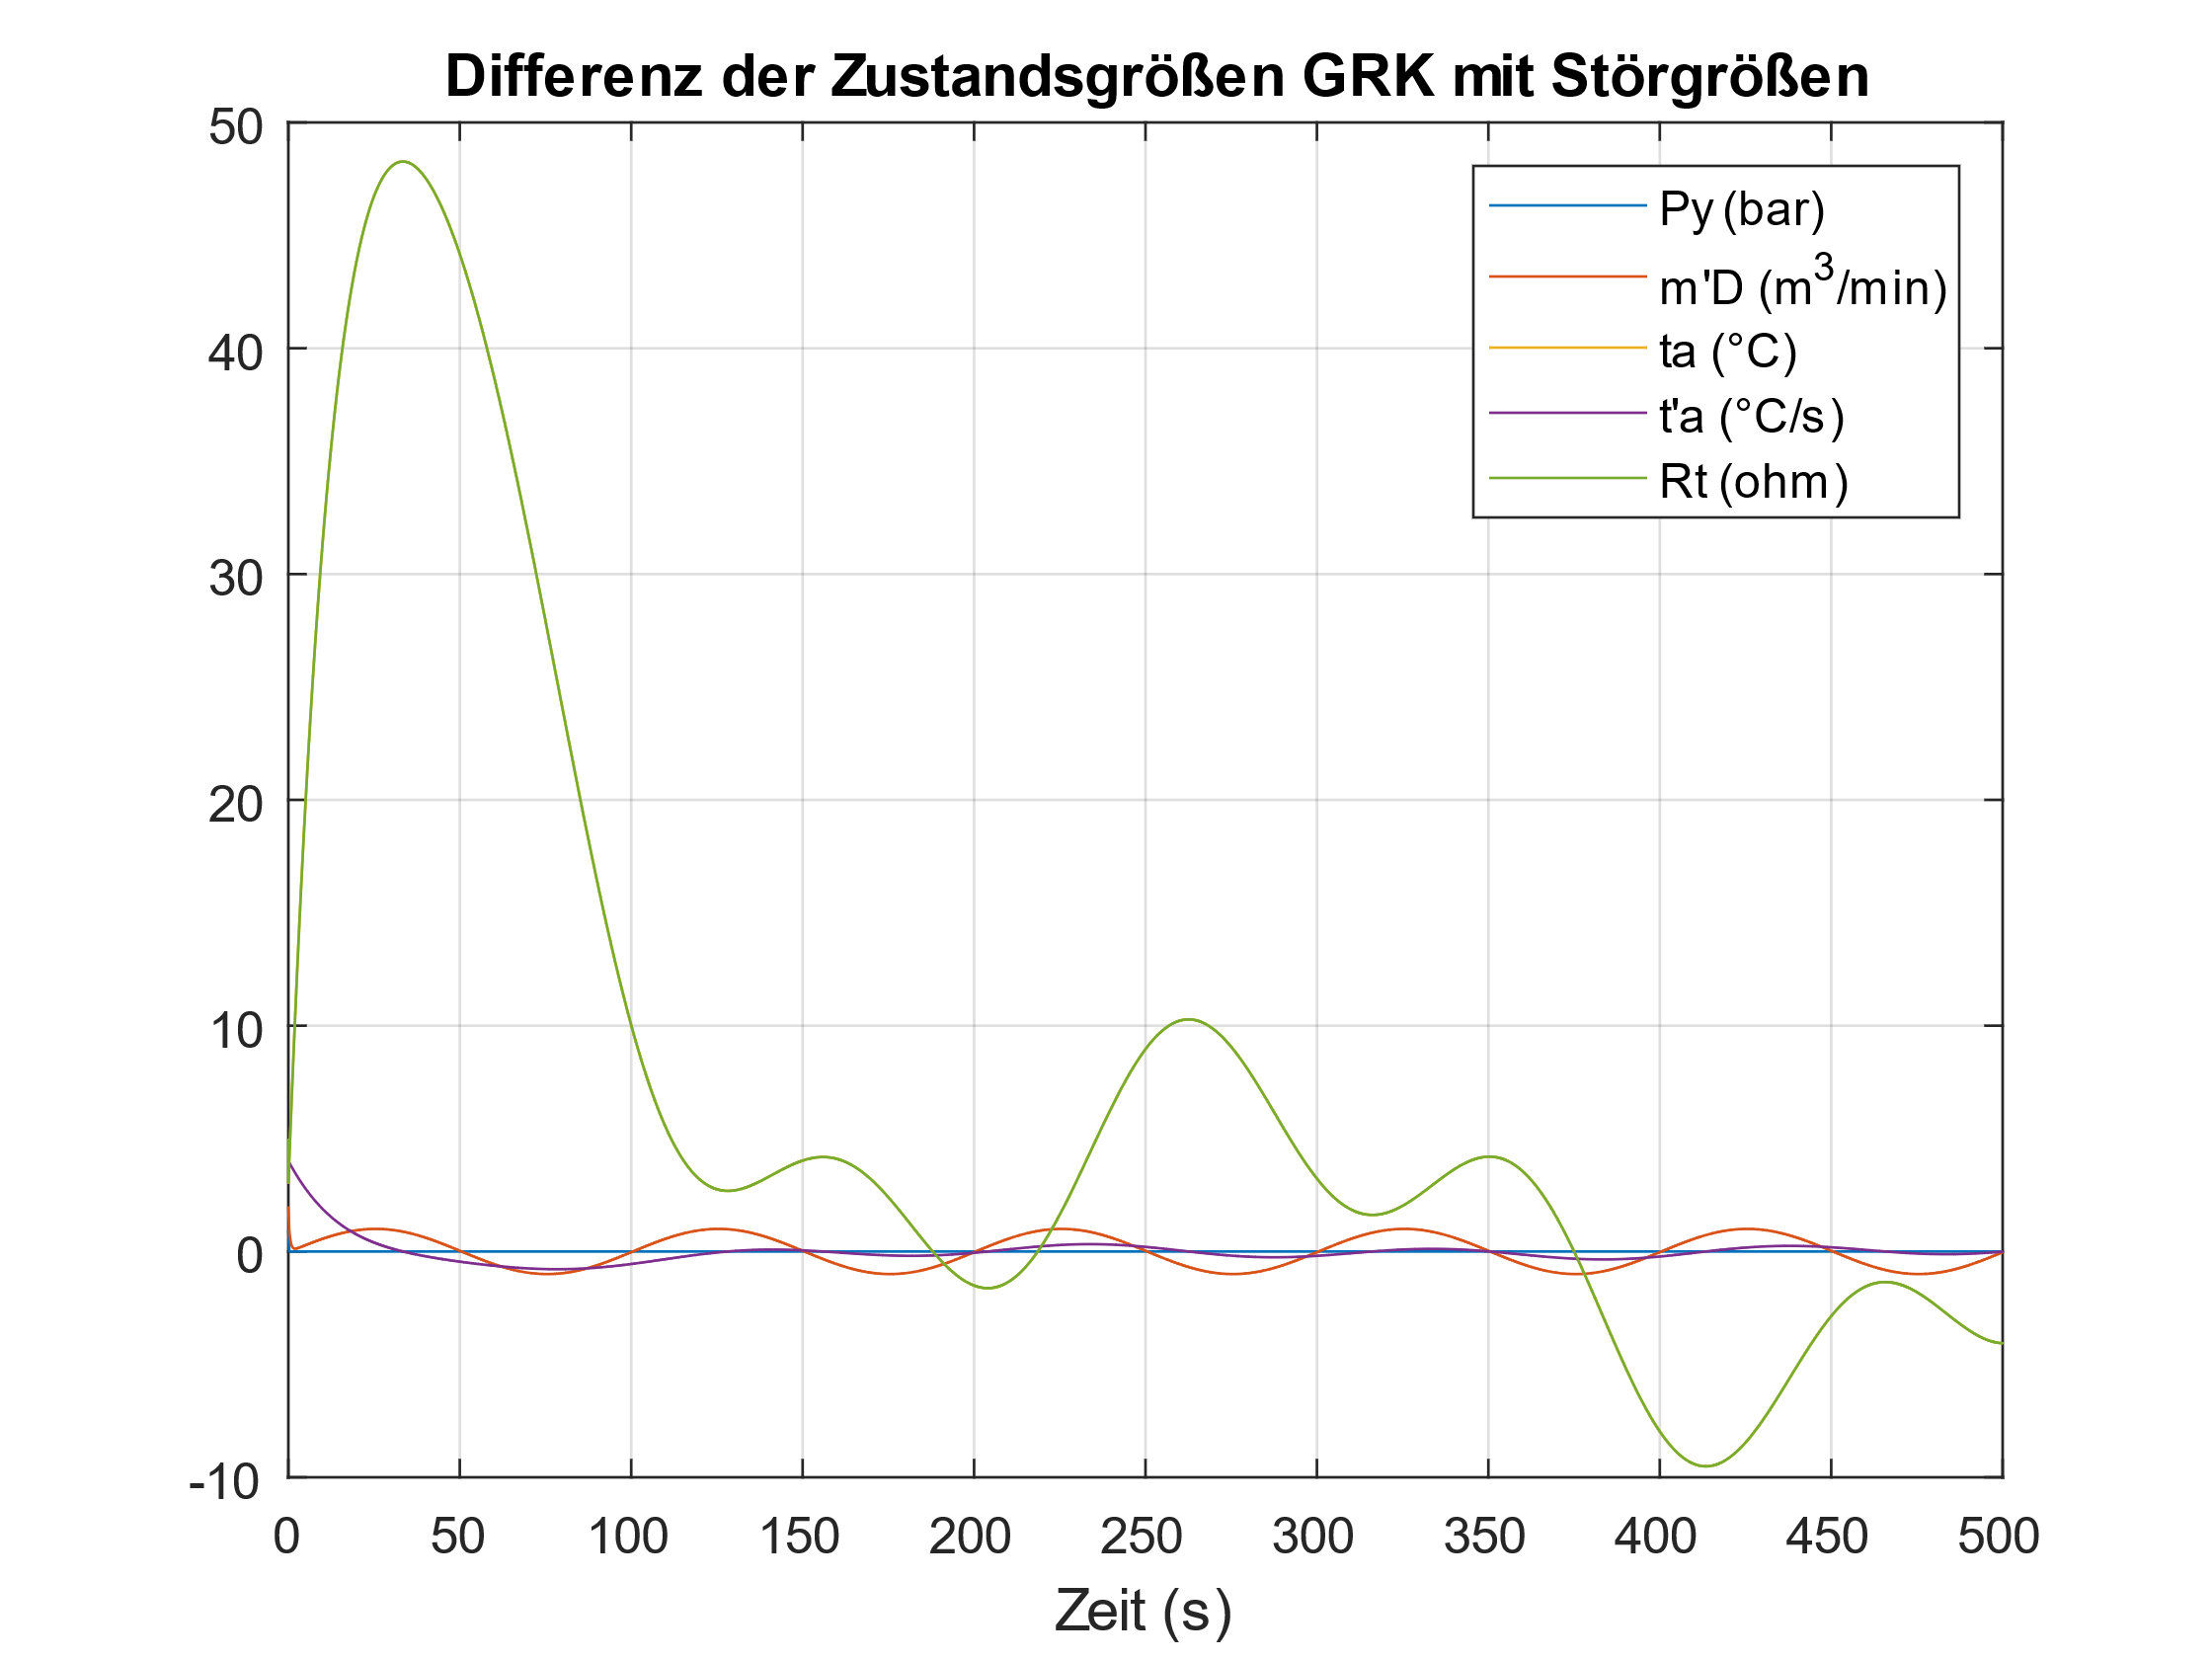 Differenz der Zustandsgrößen GRK mit Störgrößen
50
40
30
20
10
0
-10
Py (bar)
m'D (m³/min)
ta (°C)
t'a (°C/s)
Rt (ohm)
0 50 100 150 200 250 300 350 400 450 500
Zeit (s)